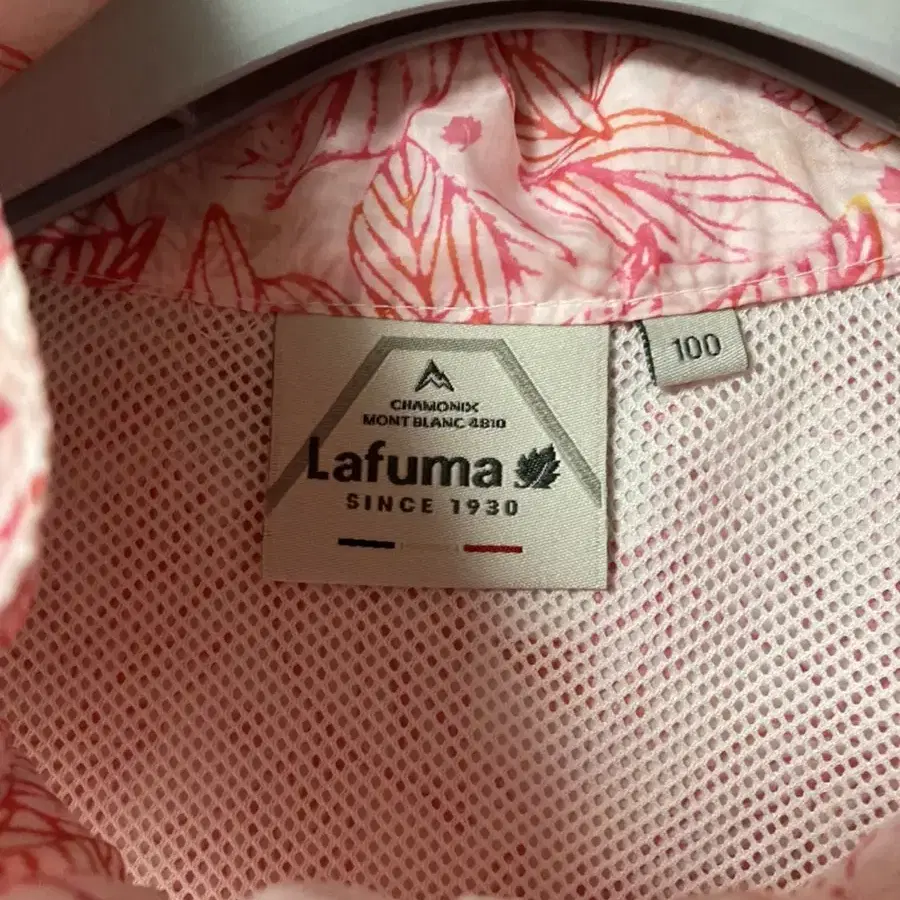 CHAMONIX
MONT BLANC 4810
Lafuma
SINCE 1930
100